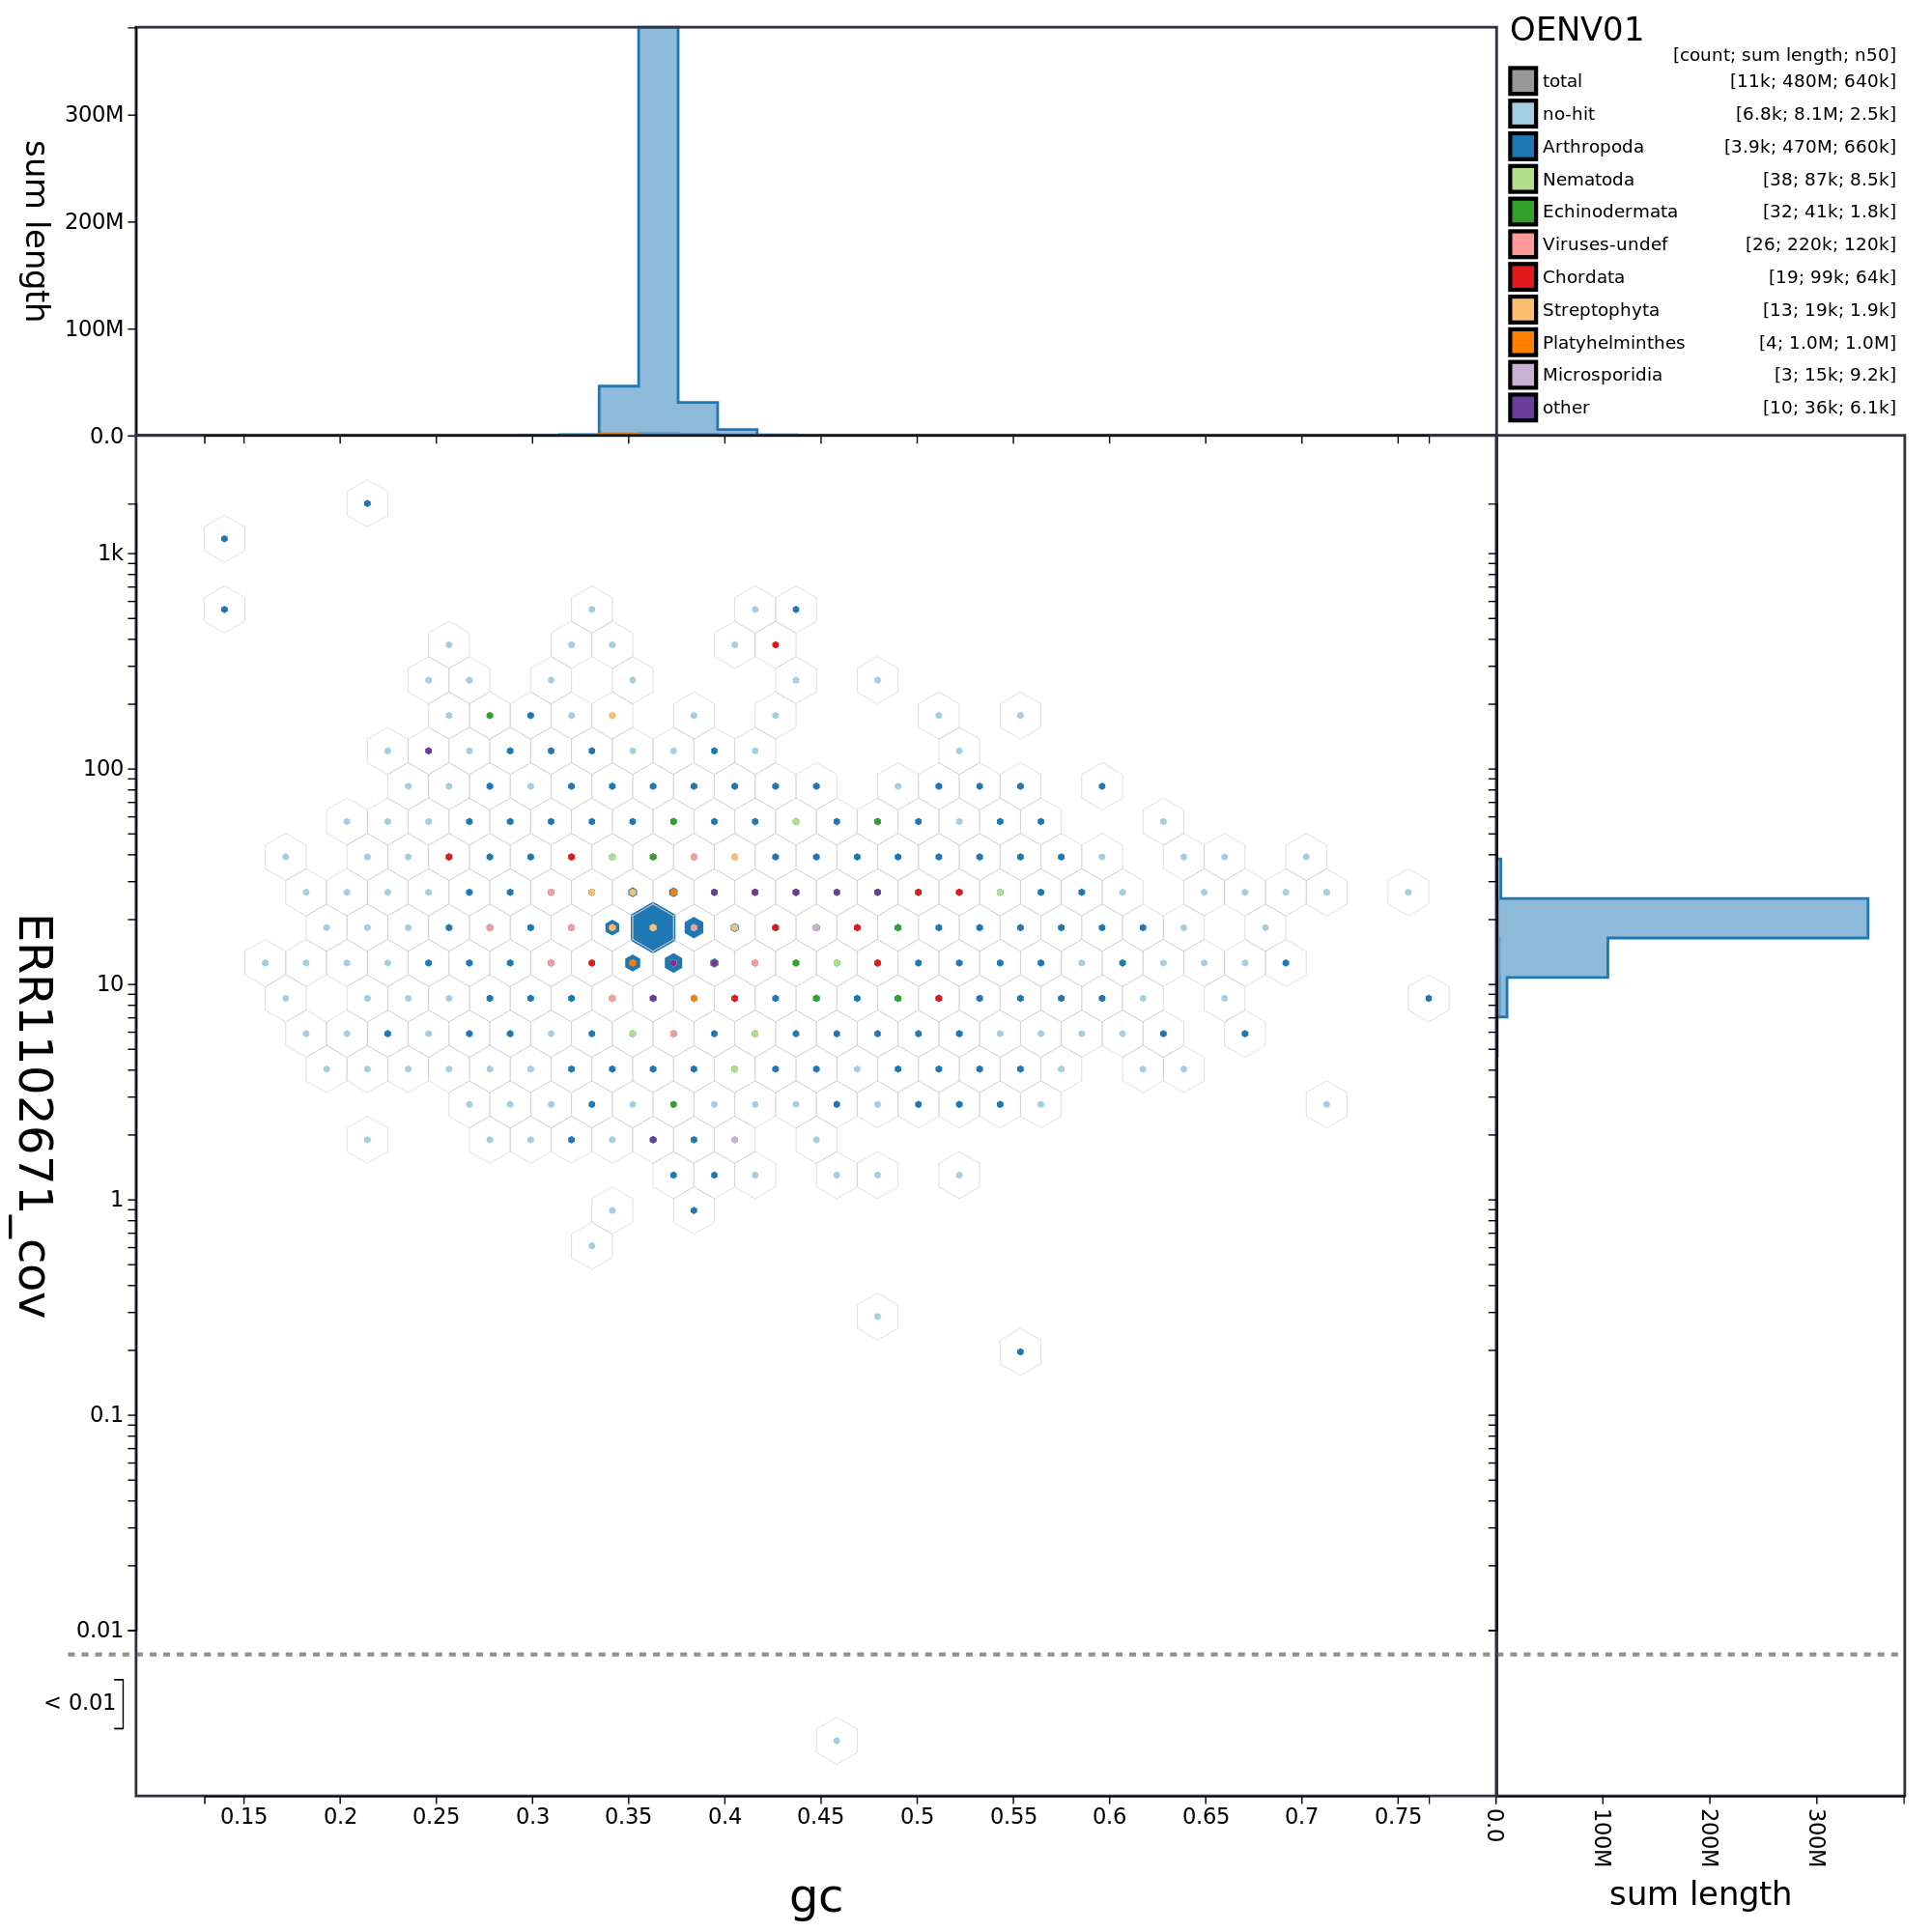 OENV01
[count; sum length; n50]
total [11k; 480M; 640k]
no-hit [6.8k; 8.1M; 2.5k]
Arthropoda [3.9k; 470M; 660k]
Nematoda [38; 87k; 8.5k]
Echinodermata [32; 41k; 1.8k]
Viruses-undef [26; 220k; 120k]
Chordata [19; 99k; 64k]
Streptophyta [13; 19k; 1.9k]
Platyhelminthes [4; 1.0M; 1.0M]
Microsporidia [3; 15k; 9.2k]
other [10; 36k; 6.1k]
sum length
300M
200M
100M
0.0
ERR1102671_cov
1k
100
10
1
0.1
0.01
< 0.01
0.15 0.2 0.25 0.3 0.35 0.4 0.45 0.5 0.55 0.6 0.65 0.7 0.75
gc
0.0 100M 200M 300M
sum length